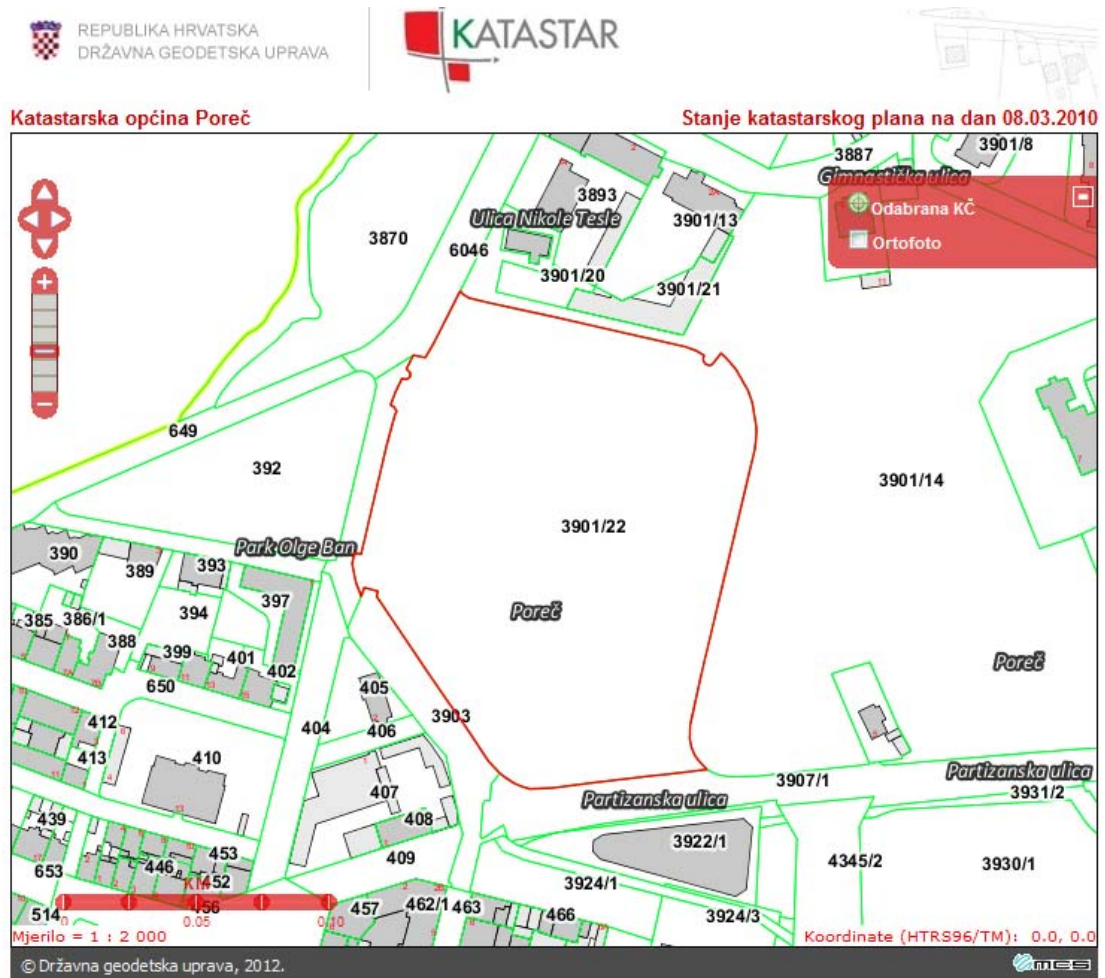 REPUBLIKA HRVATSKA
DRŽAVNA GEODETSKA UPRAVA
KATASTAR
Katastarska općina Poreč
Stanje katastarskog plana na dan 08.03.2010
3887
3901/8
Gimnastička ulica
3893
Odabrana KČ
Ulica Nikole Tesle
3901/13
3870
6046
Ortofoto
3901/20
3901/21
649
392
3901/14
3901/22
Park Olge Ban
390
389
393
397
394
Poreč
385
386/1
388
399
401
402
Poreč
650
405
404
3903
406
412
413
410
3907/1
Partizanska ulica
3931/2
Partizanska ulica
407
439
408
3922/1
453
409
446
4345/2
3930/1
653
KM
452
3924/1
456
514
457
462/1
463
466
3924/3
0
0.05
0.10
Mjerilo = 1 : 2 000
Koordinate (HTRS96/TM): 0.0, 0.0
© Državna geodetska uprava, 2012.
mcs